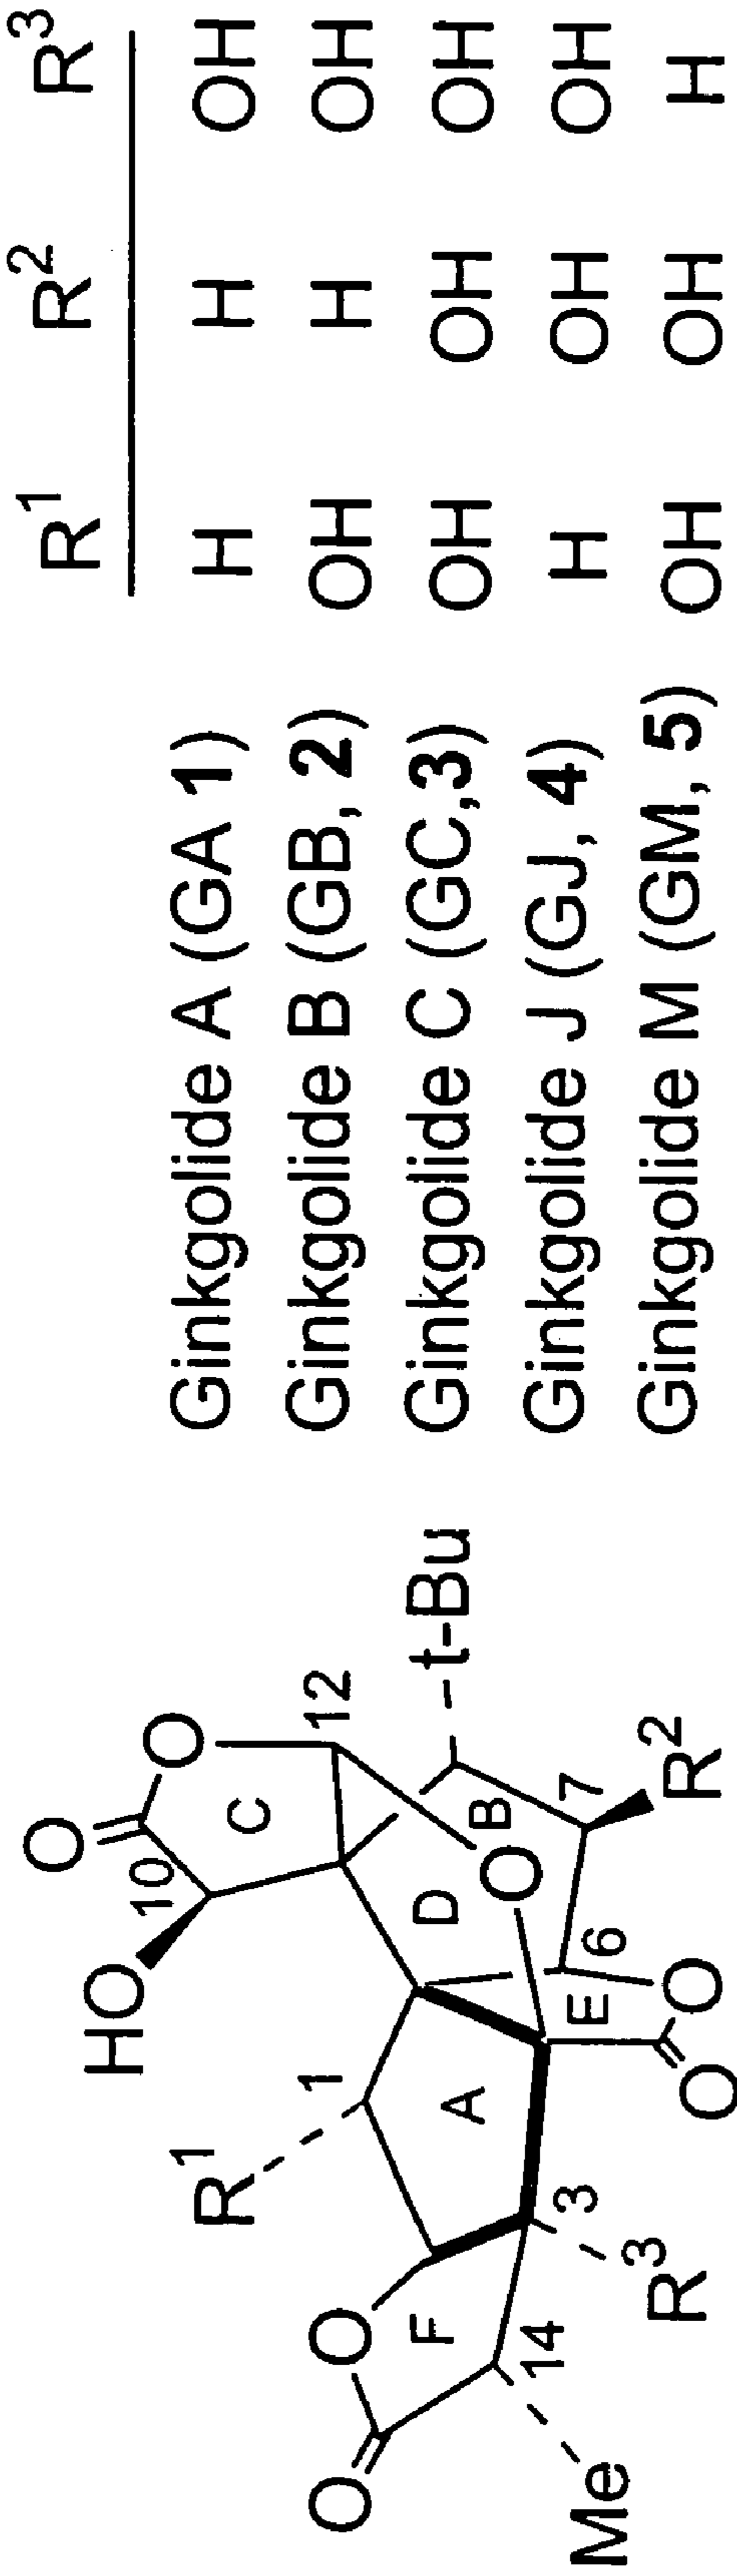 R1 R2 R3
Ginkgolide A (GA 1) H H OH
Ginkgolide B (GB, 2) OH H OH
Ginkgolide C (GC,3) OH OH OH
Ginkgolide J (GJ, 4) H OH OH
Ginkgolide M (GM, 5) OH OH H
O
O
HO
10
C
12
R1
1
D
B
t-Bu
O
A
O
F
O
E
6
7
R2
3
R3
14
Me
O
O